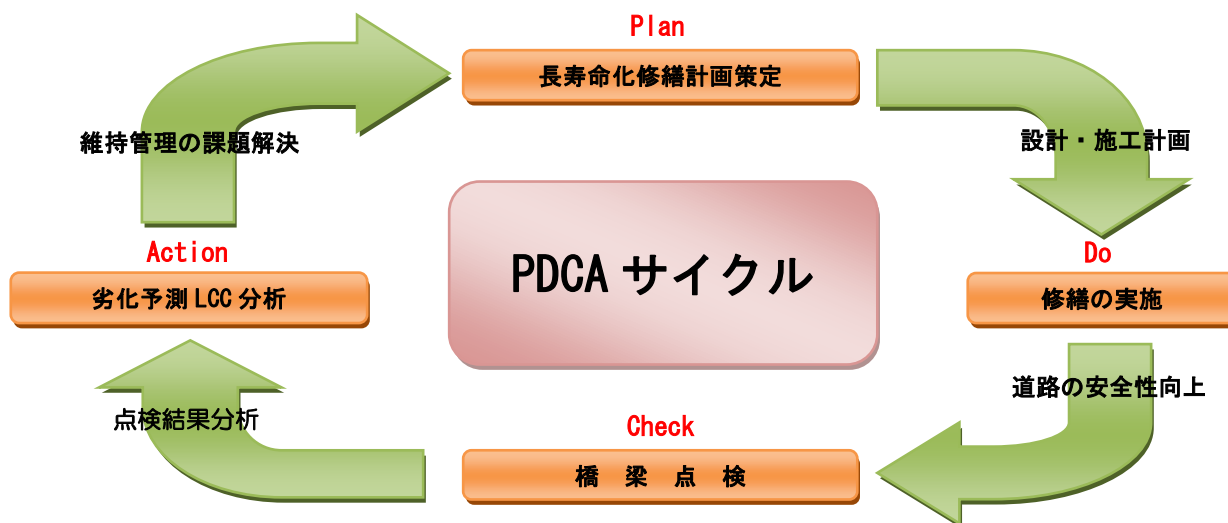 Plan
長寿命化修繕計画策定
維持管理の課題解決
設計・施工計画
PDCA サイクル
Action
劣化予測 LCC 分析
Do
修繕の実施
道路の安全性向上
点検結果分析
Check
橋 梁 点 検